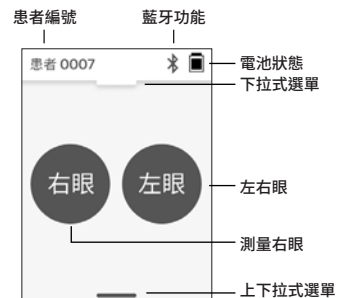 患者編號 藍牙功能
患者 0007
電池狀態
下拉式選單
右眼 左眼
左右眼
測量右眼
上下拉式選單